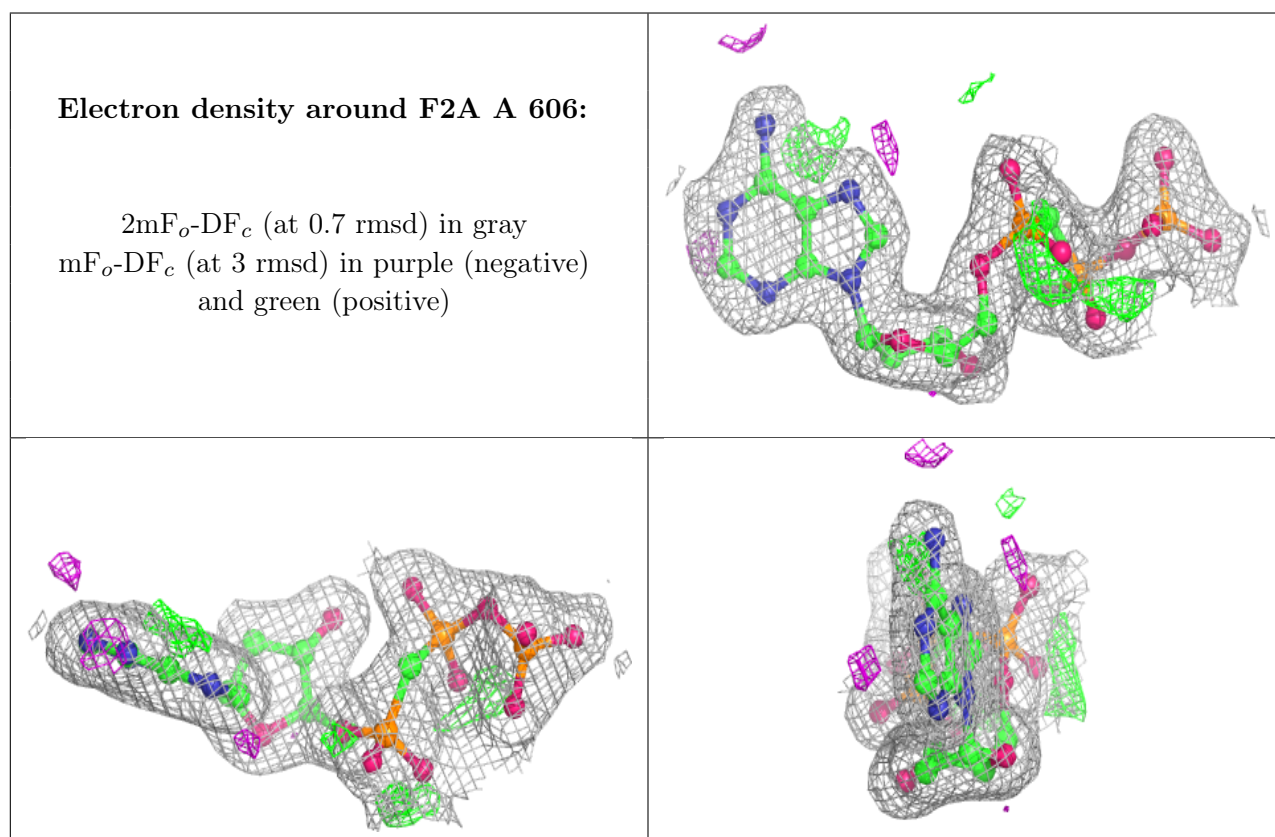 Electron density around F2A A 606:
2mFo-DFc (at 0.7 rmsd) in gray
mFo-DFc (at 3 rmsd) in purple (negative)
and green (positive)